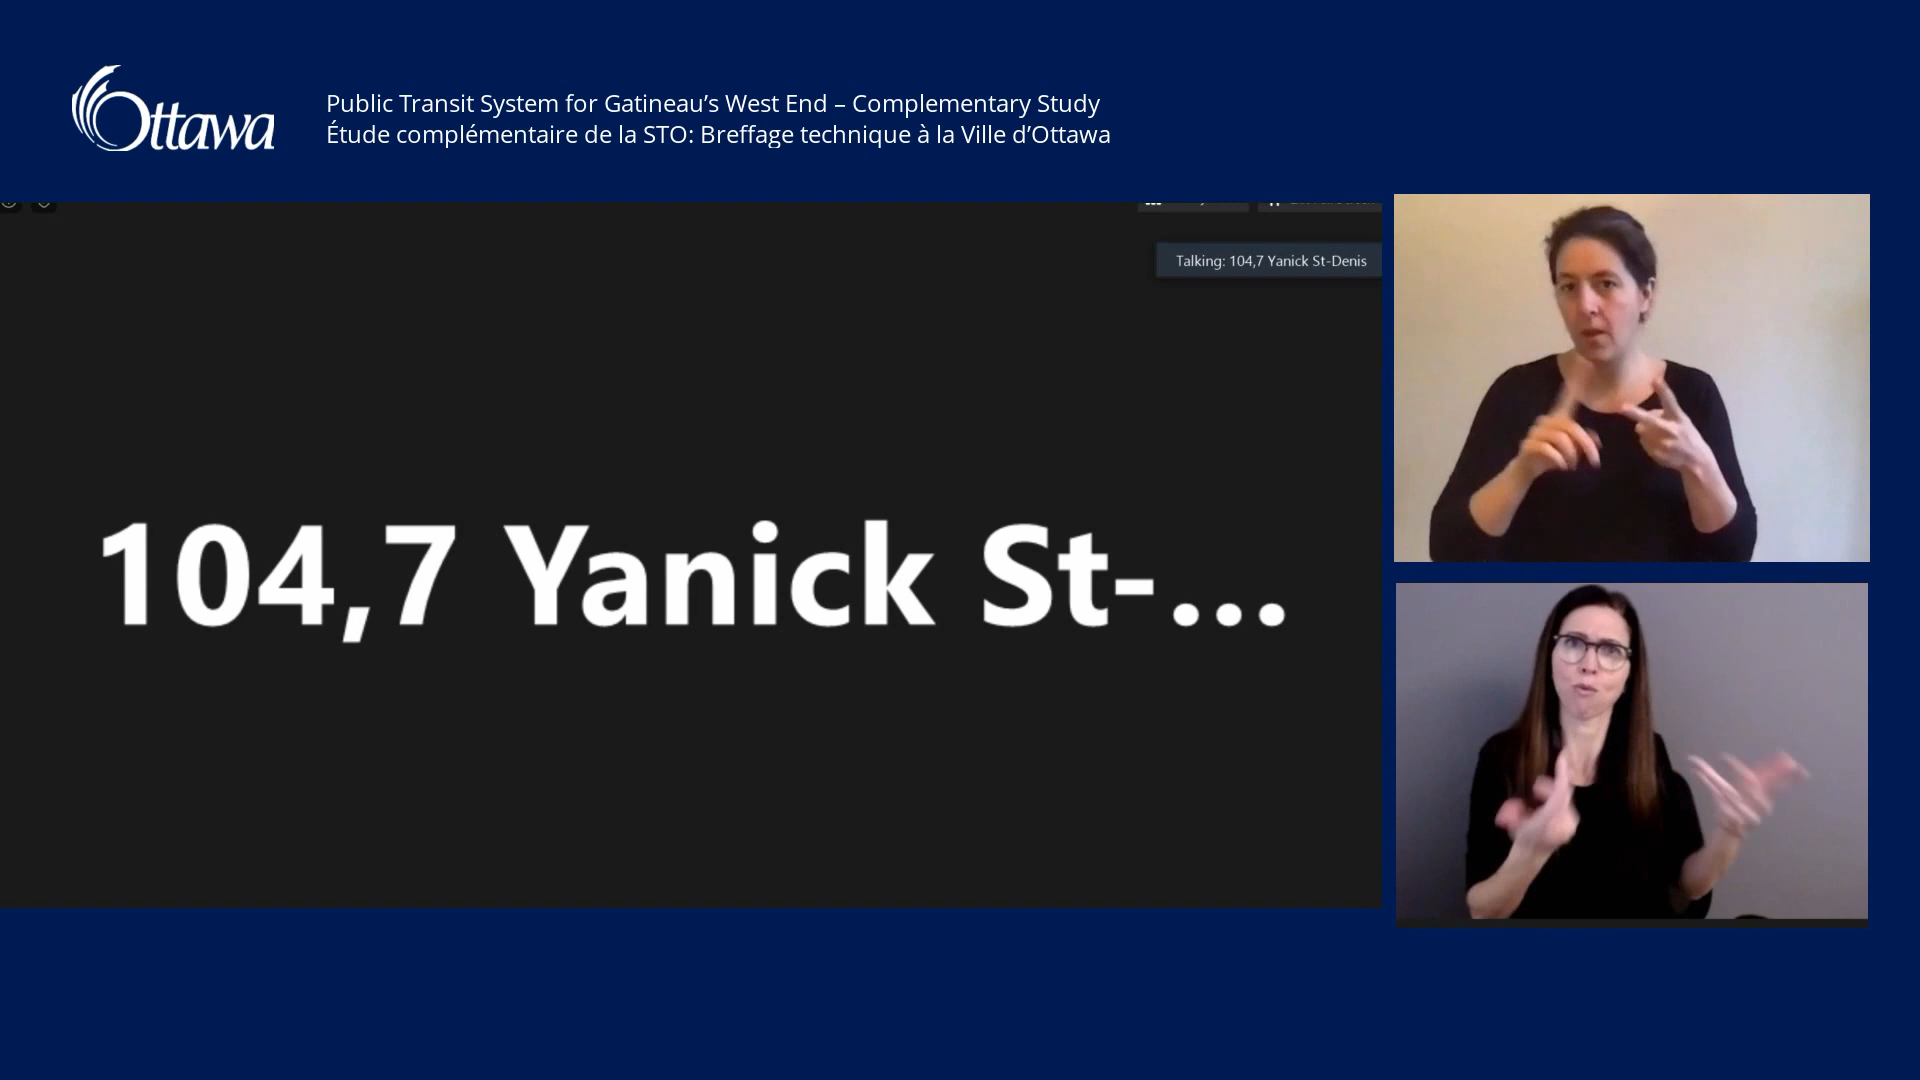 Ottawa
Public Transit System for Gatineau’s West End – Complementary Study
Étude complémentaire de la STO: Breffage technique à la Ville d’Ottawa
Talking: 104,7 Yanick St-Denis
104,7 Yanick St-...